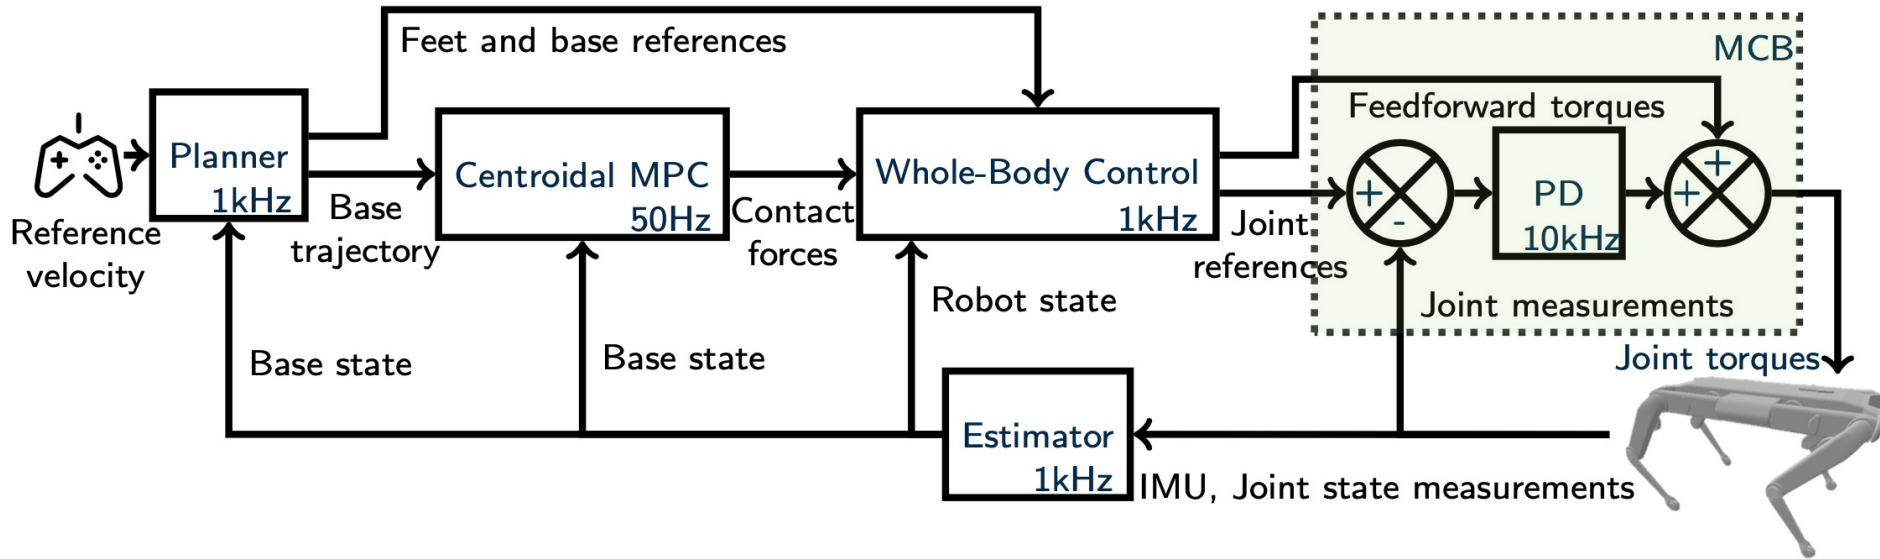 Feet and base references
MCB
Feedforward torques
Planner
1kHz
Centroidal MPC
50Hz
Whole-Body Control
1kHz
+
-
PD
10kHz
+
+
Reference
velocity
Base
trajectory
Contact
forces
Joint
references
Robot state
Joint measurements
Base state
Base state
Joint torques
Estimator
1kHz
IMU, Joint state measurements